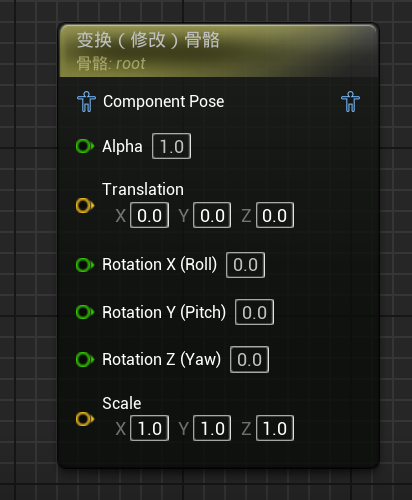 变换（修改）骨骼
骨骼: root
Component Pose
Alpha 1.0
Translation
X 0.0 Y 0.0 Z 0.0
Rotation X (Roll) 0.0
Rotation Y (Pitch) 0.0
Rotation Z (Yaw) 0.0
Scale
X 1.0 Y 1.0 Z 1.0